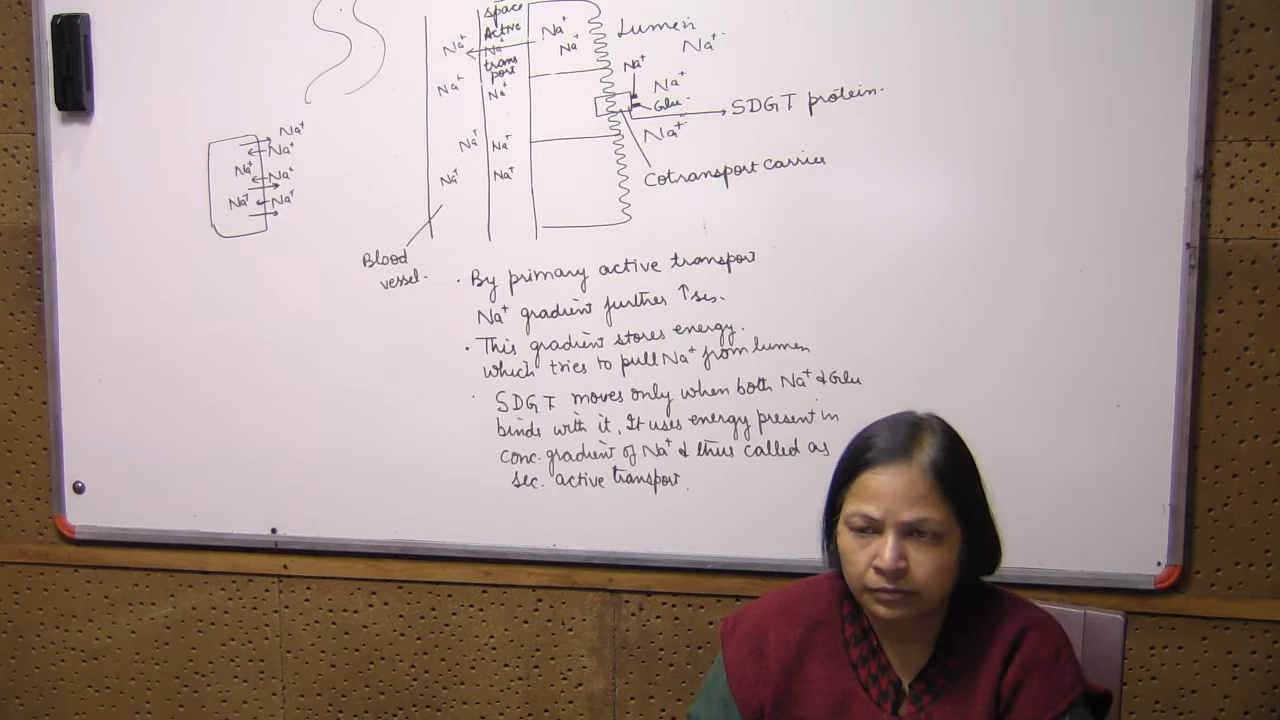 space
Active
Na⁺
transport
Na⁺
Na⁺
Na⁺
Na⁺
Na⁺
Na⁺
Na⁺
Na⁺
Na⁺
Lumen
Na⁺
Na⁺
Na⁺
Glu.
Na⁺
SDGT protein.
Cotransport carrier
Na⁺
Na⁺
Na⁺
Na⁺
Na⁺
Na⁺
Blood
vessel.
· By primary active transport
Na⁺ gradient further ↑ses.
· This gradient stores energy.
which tries to pull Na⁺ from lumen
· SDGT moves only when both Na⁺ & Glu
binds with it. It uses energy present in
conc. gradient of Na⁺ & thus called as
sec. active transport.